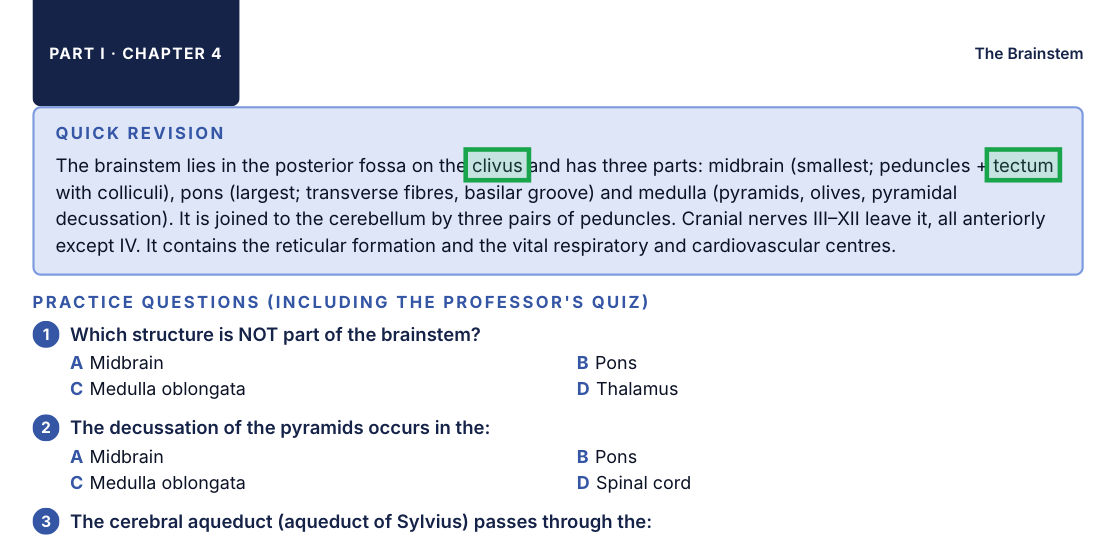 PART I · CHAPTER 4
The Brainstem
QUICK REVISION
The brainstem lies in the posterior fossa on the clivus and has three parts: midbrain (smallest; peduncles + tectum
with colliculi), pons (largest; transverse fibres, basilar groove) and medulla (pyramids, olives, pyramidal
decussation). It is joined to the cerebellum by three pairs of peduncles. Cranial nerves III–XII leave it, all anteriorly
except IV. It contains the reticular formation and the vital respiratory and cardiovascular centres.
PRACTICE QUESTIONS (INCLUDING THE PROFESSOR'S QUIZ)
1 Which structure is NOT part of the brainstem?
A Midbrain B Pons
C Medulla oblongata D Thalamus
2 The decussation of the pyramids occurs in the:
A Midbrain B Pons
C Medulla oblongata D Spinal cord
3 The cerebral aqueduct (aqueduct of Sylvius) passes through the: